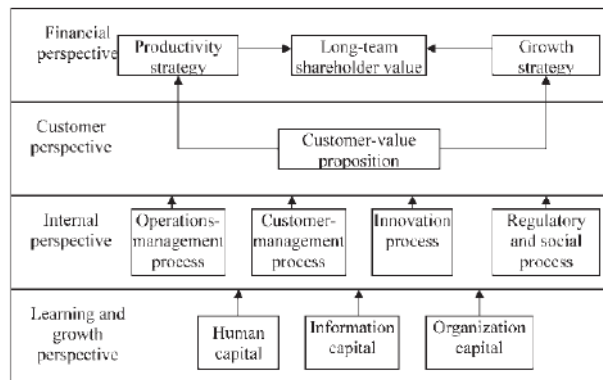 Financial
perspective
Productivity
strategy
Long-team
shareholder value
Growth
strategy
Customer
perspective
Customer-value
proposition
Internal
perspective
Operations-
management
process
Customer-
management
process
Innovation
process
Regulatory
and social
process
Learning and
growth
perspective
Human
capital
Information
capital
Organization
capital